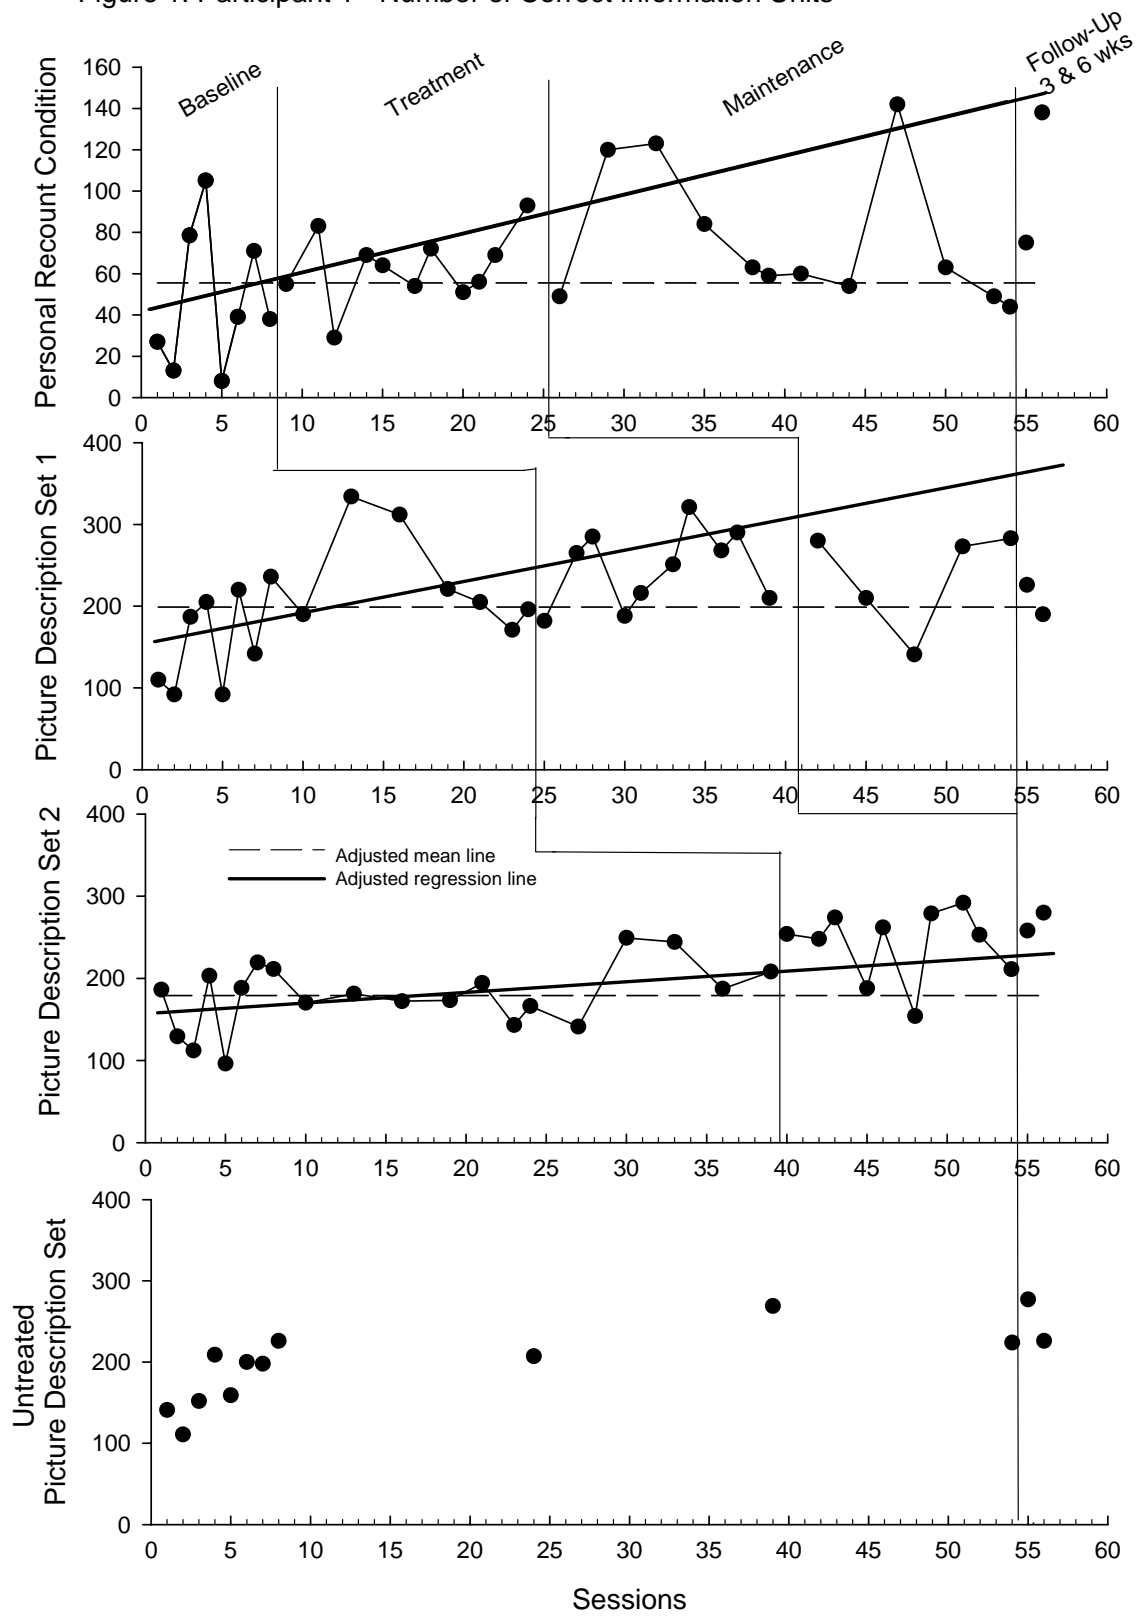 Figure Participant Number of Correct Information Units
Baseline
Treatment
Maintenance
Follow-Up
3 & 6 wks
Personal Recount Condition
160
140
120
100
80
60
40
20
0
0 5 10 15 20 25 30 35 40 45 50 55 60
Picture Description Set 1
400
300
200
100
0
0 5 10 15 20 25 30 35 40 45 50 55 60
Picture Description Set 2
400
300
200
100
0
Adjusted mean line
Adjusted regression line
0 5 10 15 20 25 30 35 40 45 50 55 60
Untreated
Picture Description Set
400
300
200
100
0
0 5 10 15 20 25 30 35 40 45 50 55 60
Sessions